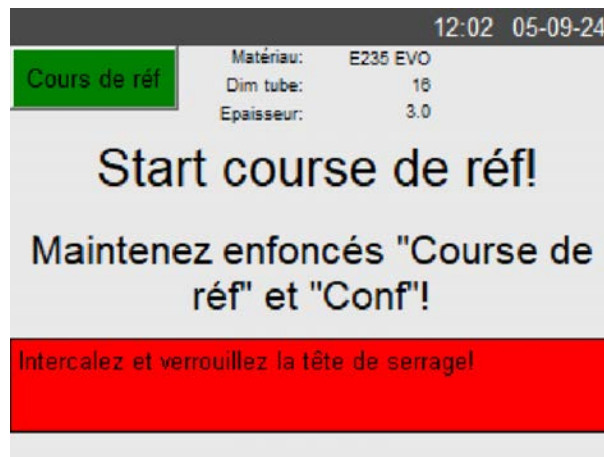 12:02 05-09-24
Cours de réf
Matériau: E235 EVO
Dim tube: 16
Epaisseur: 3.0
Start course de réf!
Maintenez enfoncés "Course de
réf" et "Conf"!
Intercalez et verrouillez la tête de serrage!